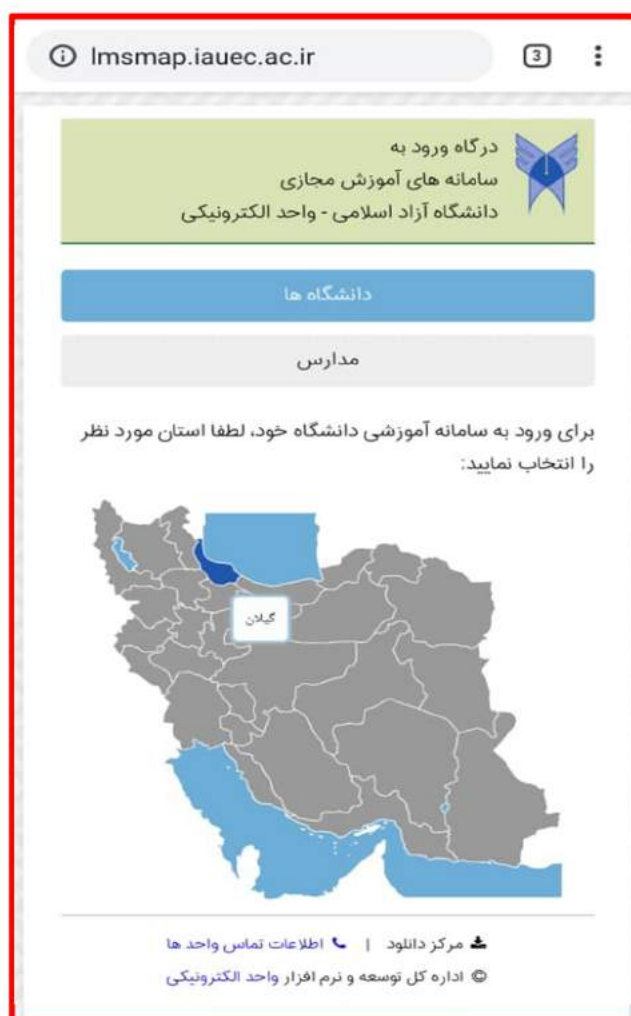 lmsmap.iauec.ac.ir
3
درگاه ورود به
سامانه های آموزش مجازی
دانشگاه آزاد اسلامی - واحد الکترونیکی
دانشگاه ها
مدارس
برای ورود به سامانه آموزشی دانشگاه خود، لطفا استان مورد نظر
را انتخاب نمایید:
گیلان
مرکز دانلود | اطلاعات تماس واحد ها
© اداره کل توسعه و نرم افزار واحد الکترونیکی